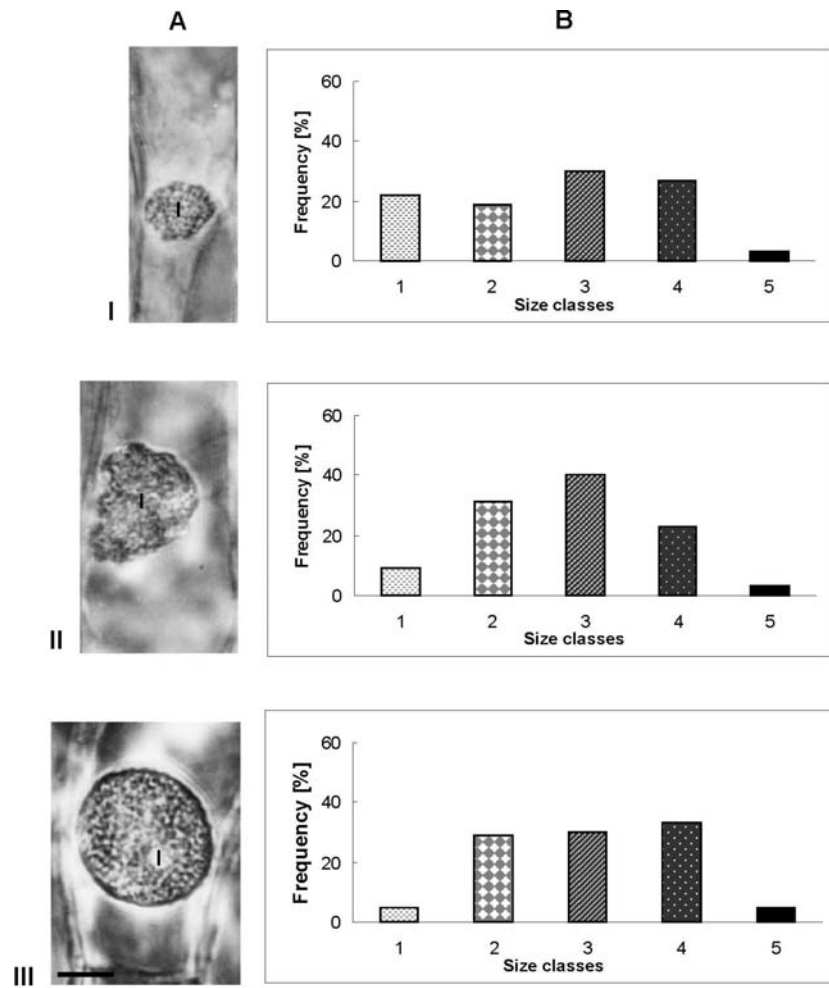 A B
Frequency [%]
60
40
20
0
1 2 3 4 5
Size classes
I
I
Frequency [%]
60
40
20
0
1 2 3 4 5
Size classes
I
II
Frequency [%]
60
40
20
0
1 2 3 4 5
Size classes
I
III